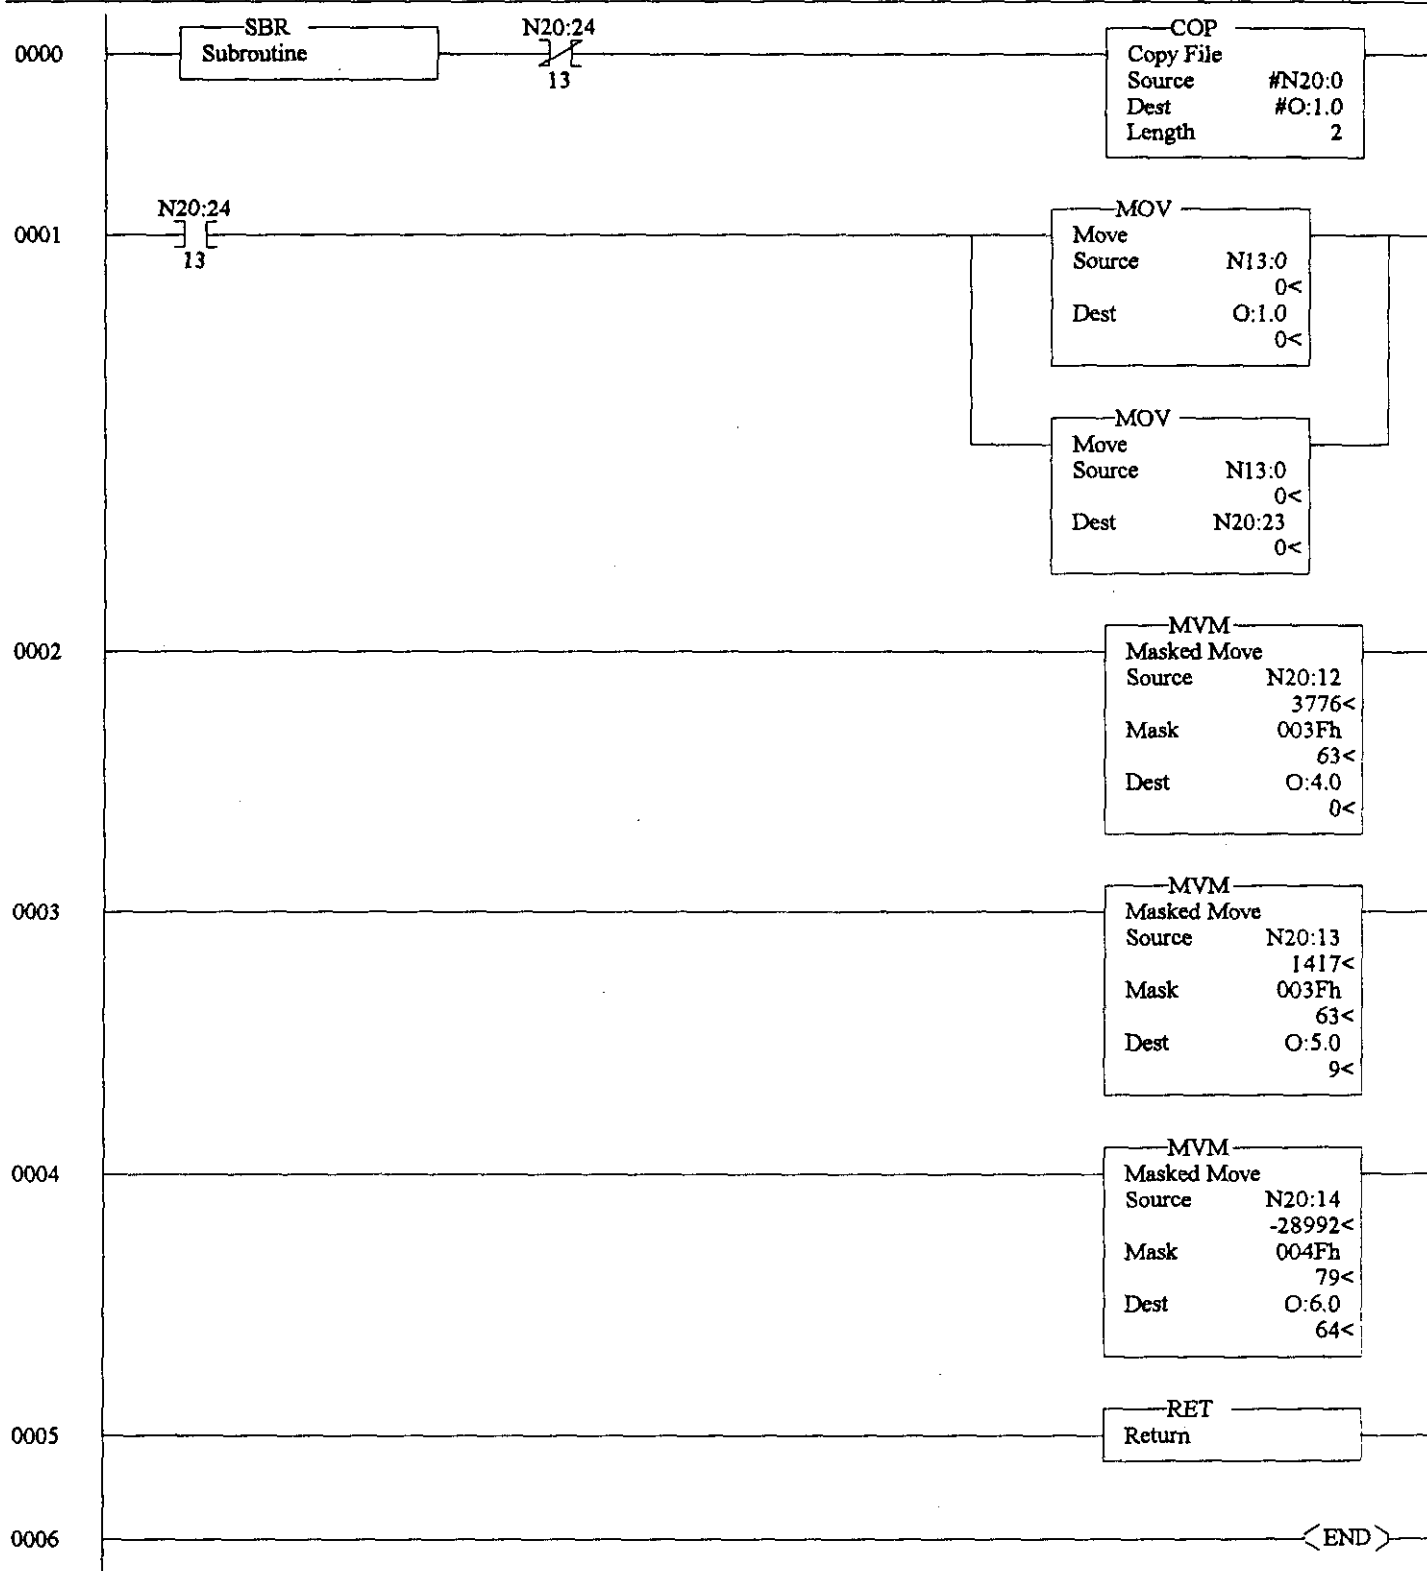 SBR
N20:24
COP
0000
Subroutine
Copy File
13
Source #N20:0
Dest #O:1.0
Length 2
N20:24
MOV
0001
Move
13
Source N13:0
0<
Dest O:1.0
0<
MOV
Move
Source N13:0
0<
Dest N20:23
0<
MVM
0002
Masked Move
Source N20:12
3776<
Mask 003Fh
63<
Dest O:4.0
0<
MVM
0003
Masked Move
Source N20:13
1417<
Mask 003Fh
63<
Dest O:5.0
9<
MVM
0004
Masked Move
Source N20:14
-28992<
Mask 004Fh
79<
Dest O:6.0
64<
RET
0005
Return
0006
<END>